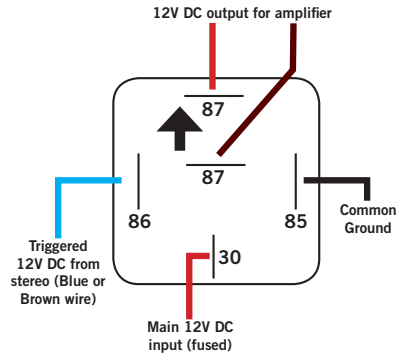 12V DC output for amplifier
87
87
86
85
30
Common
Ground
Triggered
12V DC from
stereo (Blue or
Brown wire)
Main 12V DC
input (fused)